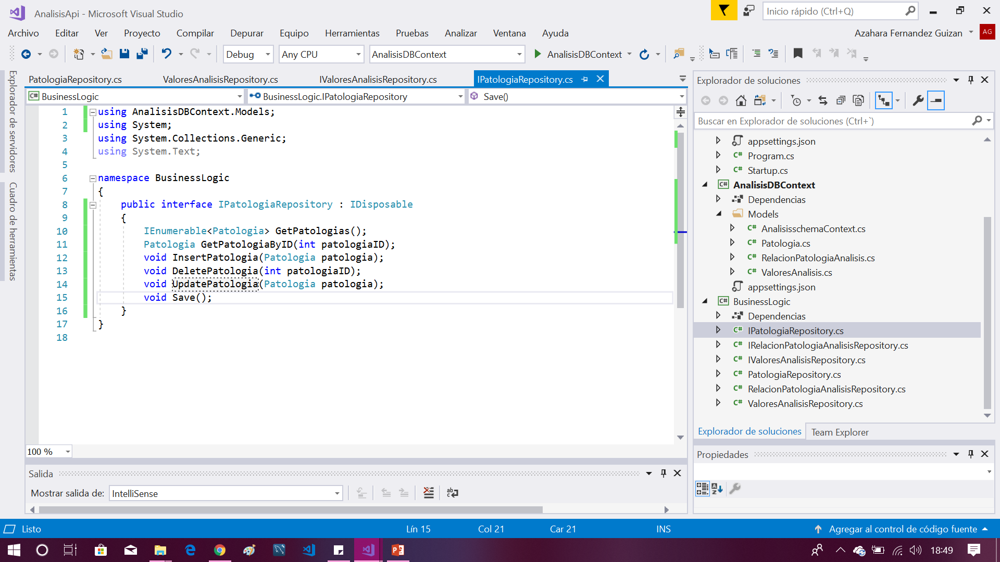 AnalisisApi - Microsoft Visual Studio
Inicio rápido (Ctrl+Q)
Archivo Editar Ver Proyecto Compilar Depurar Equipo Herramientas Pruebas Analizar Ventana Ayuda
Azahara Fernandez Guizan AG
Debug Any CPU AnalisisDBContext AnalisisDBContext
Explorador de servidores
Cuadro de herramientas
PatologiaRepository.cs ValoresAnalisisRepository.cs IValoresAnalisisRepository.cs IPatologiaRepository.cs
C# BusinessLogic BusinessLogic.IPatologiaRepository Save()
1 using AnalisisDBContext.Models;
2 using System;
3 using System.Collections.Generic;
4 using System.Text;
5
6 namespace BusinessLogic
7 {
8 public interface IPatologiaRepository : IDisposable
9 {
10 IEnumerable<Patologia> GetPatologias();
11 Patologia GetPatologiaByID(int patologiaID);
12 void InsertPatologia(Patologia patologia);
13 void DeletePatologia(int patologiaID);
14 void UpdatePatologia(Patologia patologia);
15 void Save();
16 }
17 }
18
100 %
Salida
Mostrar salida de: IntelliSense
Explorador de soluciones
Buscar en Explorador de soluciones (Ctrl+`)
appsettings.json
C# Program.cs
C# Startup.cs
C# AnalisisDBContext
Dependencias
Models
C# AnalisisschemaContext.cs
C# Patologia.cs
C# RelacionPatologiaAnalisis.cs
C# ValoresAnalisis.cs
appsettings.json
C# BusinessLogic
Dependencias
C# IPatologiaRepository.cs
C# IRelacionPatologiaAnalisisRepository.cs
C# IValoresAnalisisRepository.cs
C# PatologiaRepository.cs
C# RelacionPatologiaAnalisisRepository.cs
C# ValoresAnalisisRepository.cs
Explorador de soluciones Team Explorer
Propiedades
Listo Lín 15 Col 21 Car 21 INS Agregar al control de código fuente
18:49